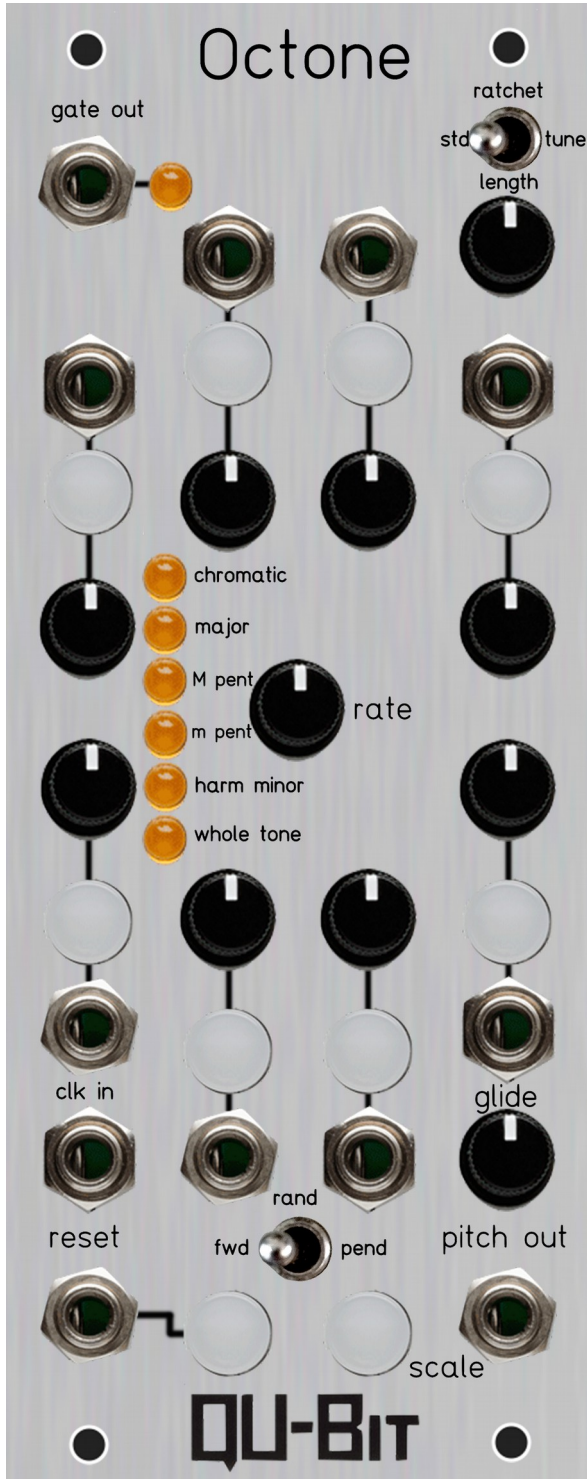 Octone
gate out
ratchet
std tune
length
chromatic
major
M pent
m pent
rate
harm minor
whole tone
clk in
glide
rand
reset
fwd pend
pitch out
scale
QU-BIT